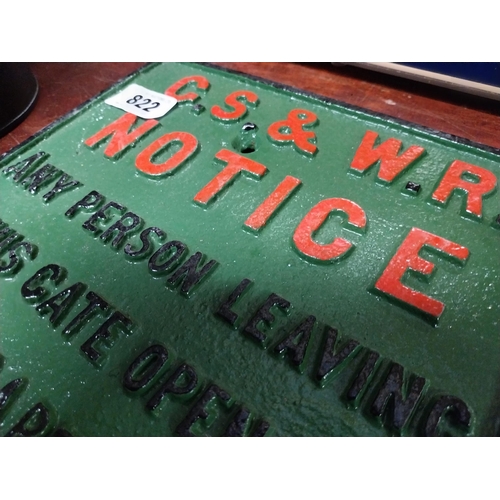 822
C. S. & W. R.
NOTICE
ANY PERSON LEAVING
THIS GATE OPEN